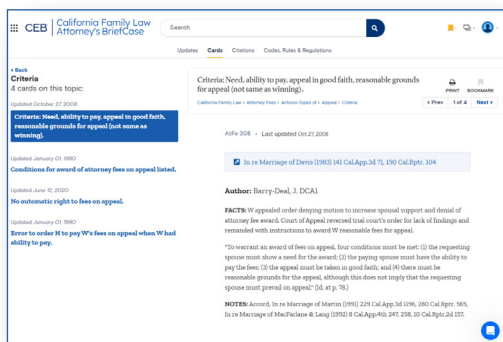 CEB California Family Law
Attorney's BriefCase
Search
Updates Cards Citations Codes, Rules & Regulations
‹ Back
Criteria
4 cards on this topic:
Updated October 27, 2008
Criteria: Need, ability to pay, appeal in good faith,
reasonable grounds for appeal (not same as
winning).
Updated January 01, 1990
Conditions for award of attorney fees on appeal listed.
Updated June 12, 2020
No automatic right to fees on appeal.
Updated January 01, 1990
Error to order H to pay W's fees on appeal when W had
ability to pay.
Criteria: Need, ability to pay, appeal in good faith, reasonable grounds
for appeal (not same as winning).
PRINT BOOKMARK
California Family Law › Attorney Fees › Actions-Types of › Appeal › Criteria
‹ Prev 1 of 4 Next ›
AtFe 208 • Last updated Oct 27, 2008
In re Marriage of Davis (1983) 141 Cal.App.3d 71, 190 Cal.Rptr. 104
Author: Barry-Deal, J. DCA1
FACTS: W appealed order denying motion to increase spousal support and denial of
attorney fee award. Court of Appeal reversed trial court's order for lack of findings and
remanded with instructions to award W reasonable fees for appeal.
"To warrant an award of fees on appeal, four conditions must be met: (1) the requesting
spouse must show a need for the award; (2) the paying spouse must have the ability to
pay the fees; (3) the appeal must be taken in good faith; and (4) there must be
reasonable grounds for the appeal, although this does not imply that the requesting
spouse must prevail on appeal." (Id. at p. 78.)
NOTES: Accord, In re Marriage of Martin (1991) 229 Cal.App.3d 1196, 280 Cal.Rptr. 565,
In re Marriage of MacFarlane & Lang (1992) 8 Cal.App.4th 247, 258, 10 Cal.Rptr.2d 157.